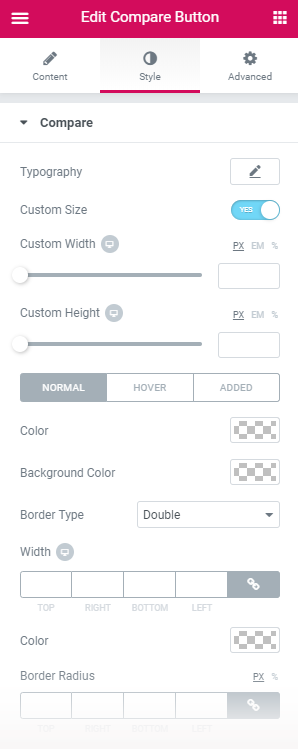 Edit Compare Button
Content Style Advanced
Compare
Typography
Custom Size YES
Custom Width PX EM %
Custom Height PX EM %
NORMAL HOVER ADDED
Color
Background Color
Border Type Double
Width
TOP RIGHT BOTTOM LEFT
Color
Border Radius PX %
TOP RIGHT BOTTOM LEFT